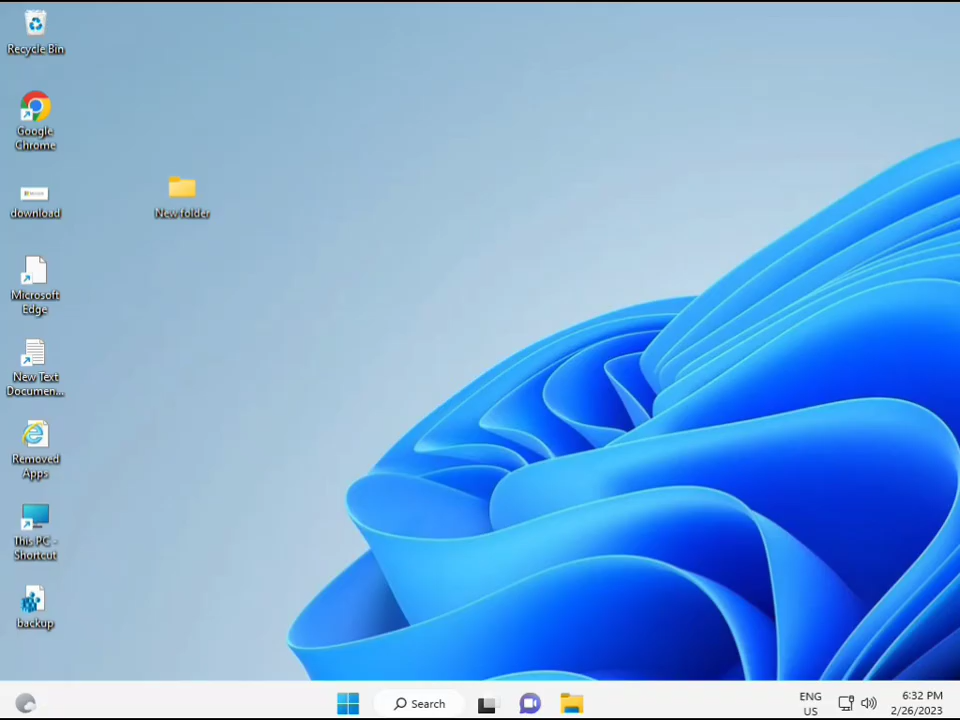 Recycle Bin
Google
Chrome
download
New folder
Microsoft
Edge
New Text
Documen...
Removed
Apps
This PC -
Shortcut
backup
Search
ENG
US
6:32 PM
2/26/2023